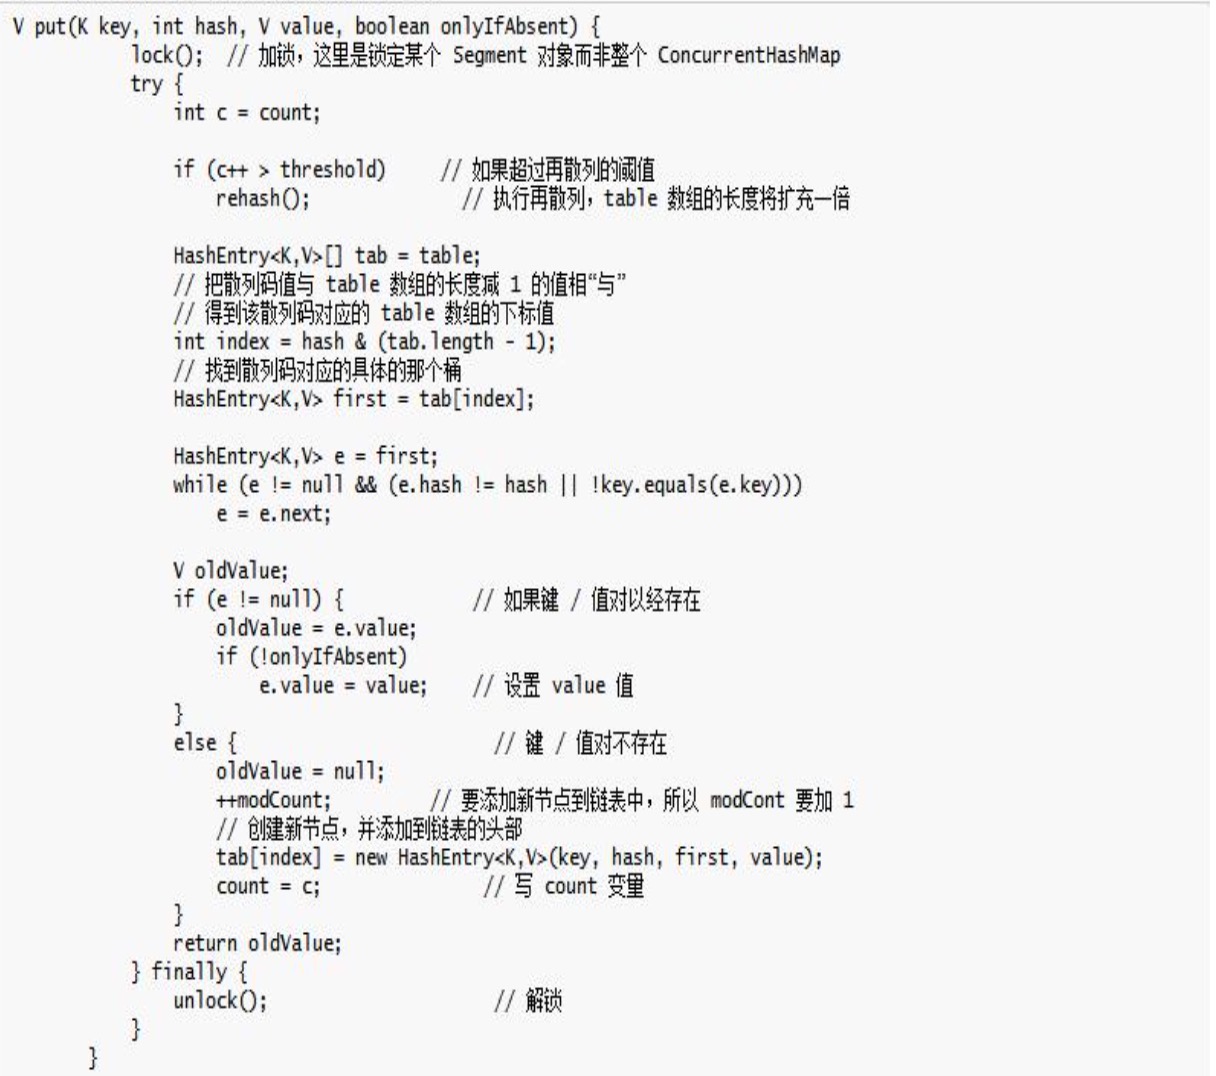 V put(K key, int hash, V value, boolean onlyIfAbsent) {
lock(); // 加锁，这里是锁定某个 Segment 对象而非整个 ConcurrentHashMap
try {
int c = count;
if (c++ > threshold) // 如果超过再散列的阈值
rehash(); // 执行再散列，table 数组的长度将扩充一倍
HashEntry<K,V>[] tab = table;
// 把散列码值与 table 数组的长度减 1 的值相“与”
// 得到该散列码对应的 table 数组的下标值
int index = hash & (tab.length - 1);
// 找到散列码对应的具体的那个桶
HashEntry<K,V> first = tab[index];
HashEntry<K,V> e = first;
while (e != null && (e.hash != hash || !key.equals(e.key)))
e = e.next;
V oldValue;
if (e != null) { // 如果键 / 值对以经存在
oldValue = e.value;
if (!onlyIfAbsent)
e.value = value; // 设置 value 值
}
else { // 键 / 值对不存在
oldValue = null;
++modCount; // 要添加新节点到链表中，所以 modCont 要加 1
// 创建新节点，并添加到链表的头部
tab[index] = new HashEntry<K,V>(key, hash, first, value);
count = c; // 写 count 变量
}
return oldValue;
} finally {
unlock(); // 解锁
}
}